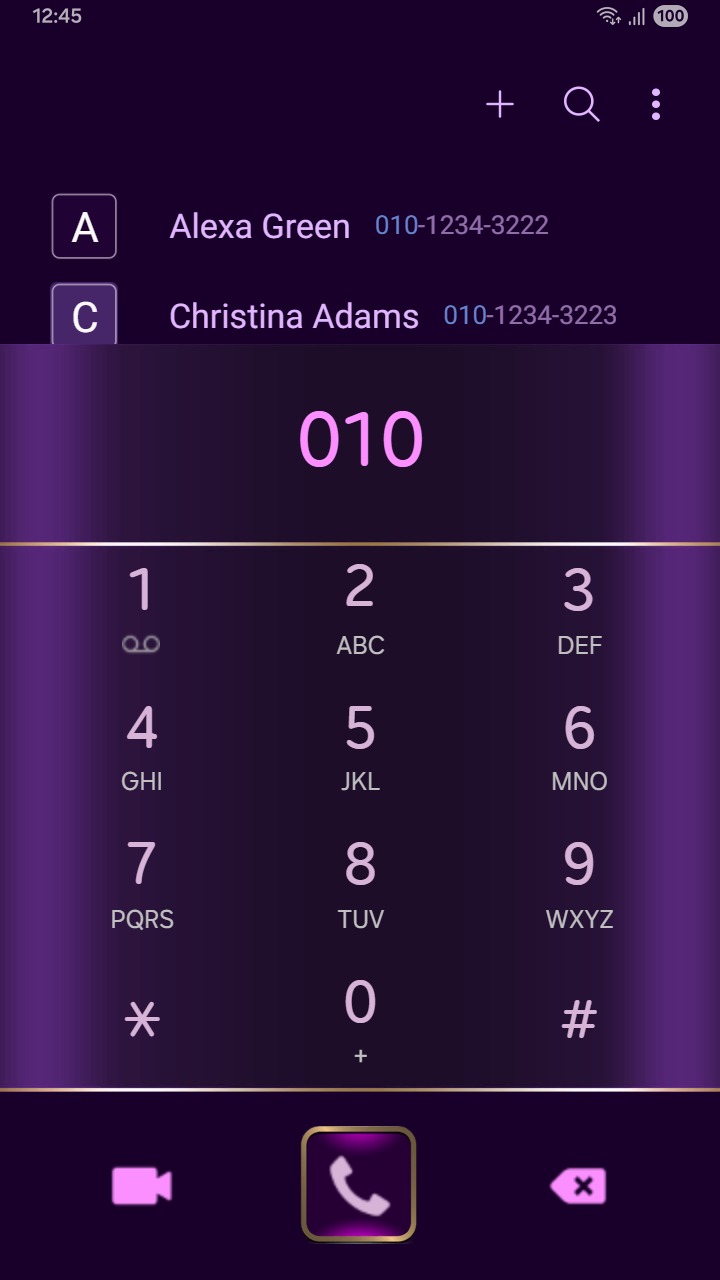 12:45 100
A Alexa Green 010-1234-3222
C Christina Adams 010-1234-3223
010
1 2 3
ABC DEF
4 5 6
GHI JKL MNO
7 8 9
PQRS TUV WXYZ
* 0 #
+